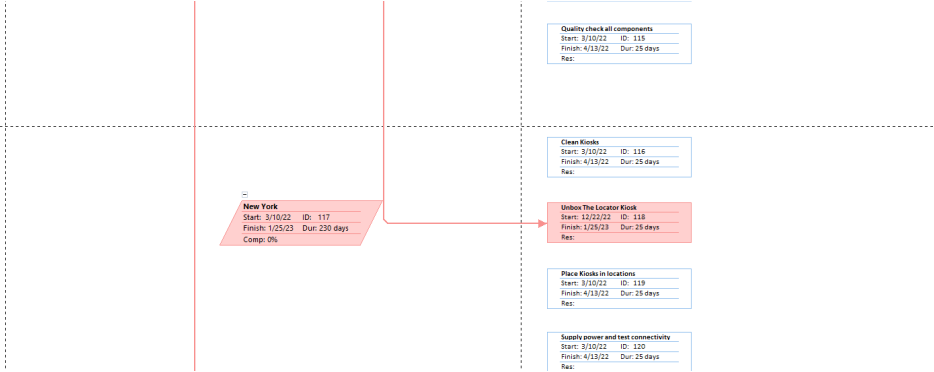 Quality check all components
Start: 3/10/22 ID: 115
Finish: 4/13/22 Dur: 25 days
Res:
Clean Kiosks
Start: 3/10/22 ID: 116
Finish: 4/13/22 Dur: 25 days
Res:
New York
Start: 3/10/22 ID: 117
Finish: 1/25/23 Dur: 230 days
Comp: 0%
Unbox The Locator Kiosk
Start: 12/22/22 ID: 118
Finish: 1/25/23 Dur: 25 days
Res:
Place Kiosks in locations
Start: 3/10/22 ID: 119
Finish: 4/13/22 Dur: 25 days
Res:
Supply power and test connectivity
Start: 3/10/22 ID: 120
Finish: 4/13/22 Dur: 25 days
Res: